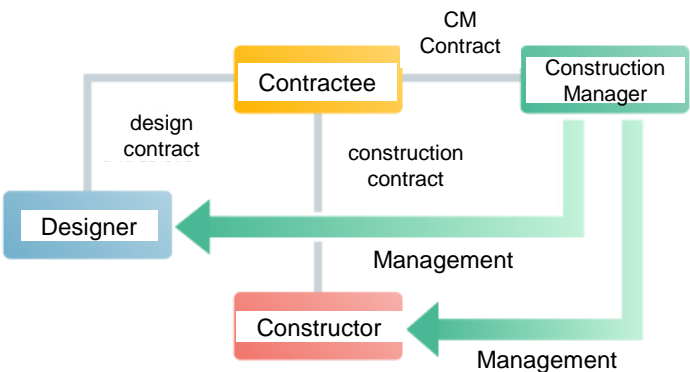 CM
Contract
Contractee
Construction
Manager
design
contract
construction
contract
Designer
Management
Constructor
Management